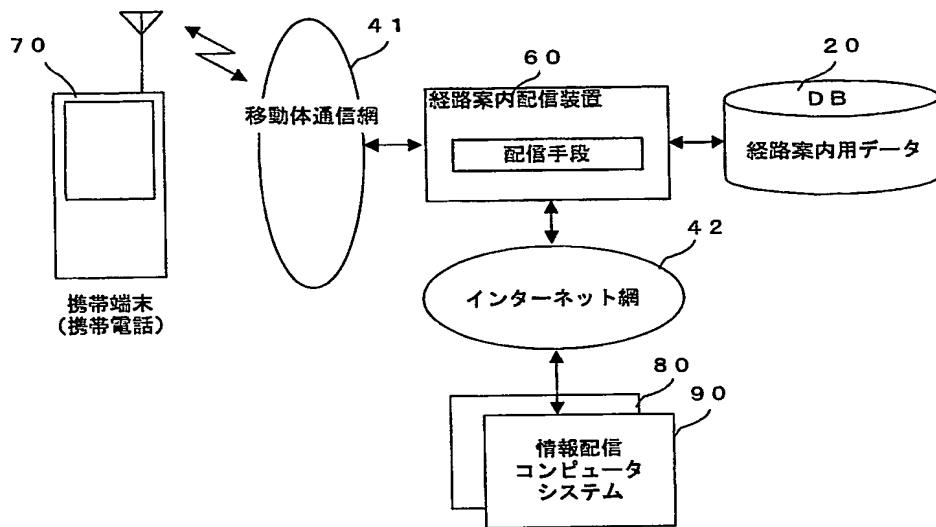 ７０
４１
６０
２０
移動体通信網
経路案内配信装置
配信手段
ＤＢ
経路案内用データ
携帯端末
(携帯電話)
４２
インターネット網
８０
９０
情報配信
コンピュータ
システム